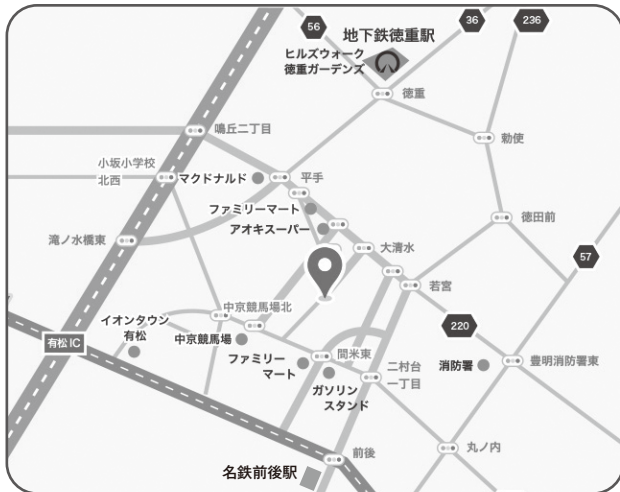 56
36
236
地下鉄徳重駅
ヒルズウォーク
徳重ガーデンズ
徳重
鳴丘二丁目
勅使
小坂小学校
北西
マクドナルド
平手
ファミリーマート
アオキスーパー
徳田前
滝ノ水橋東
大清水
57
若宮
中京競馬場北
イオンタウン
有松
220
有松IC
中京競馬場
ファミリー
マート
間米東
ガソリン
スタンド
二村台
一丁目
消防署
豊明消防署東
前後
丸ノ内
名鉄前後駅